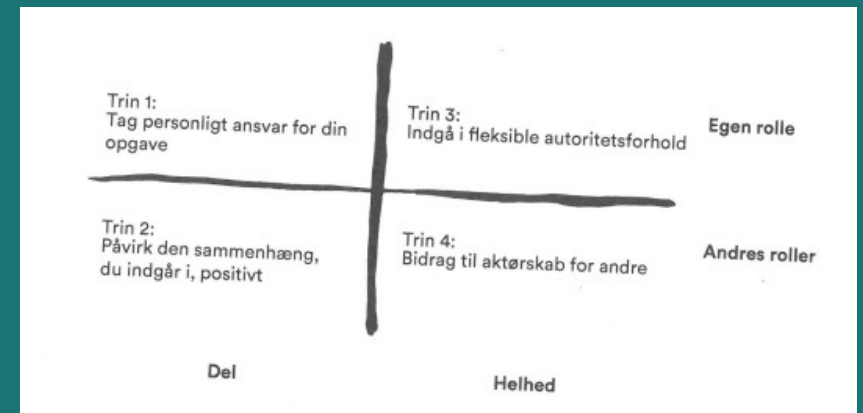 Trin 1:
Tag personligt ansvar for din
opgave
Trin 3:
Indgå i fleksible autoritetsforhold
Egen rolle
Trin 2:
Påvirk den sammenhæng,
du indgår i, positivt
Trin 4:
Bidrag til aktørskab for andre
Andres roller
Del
Helhed